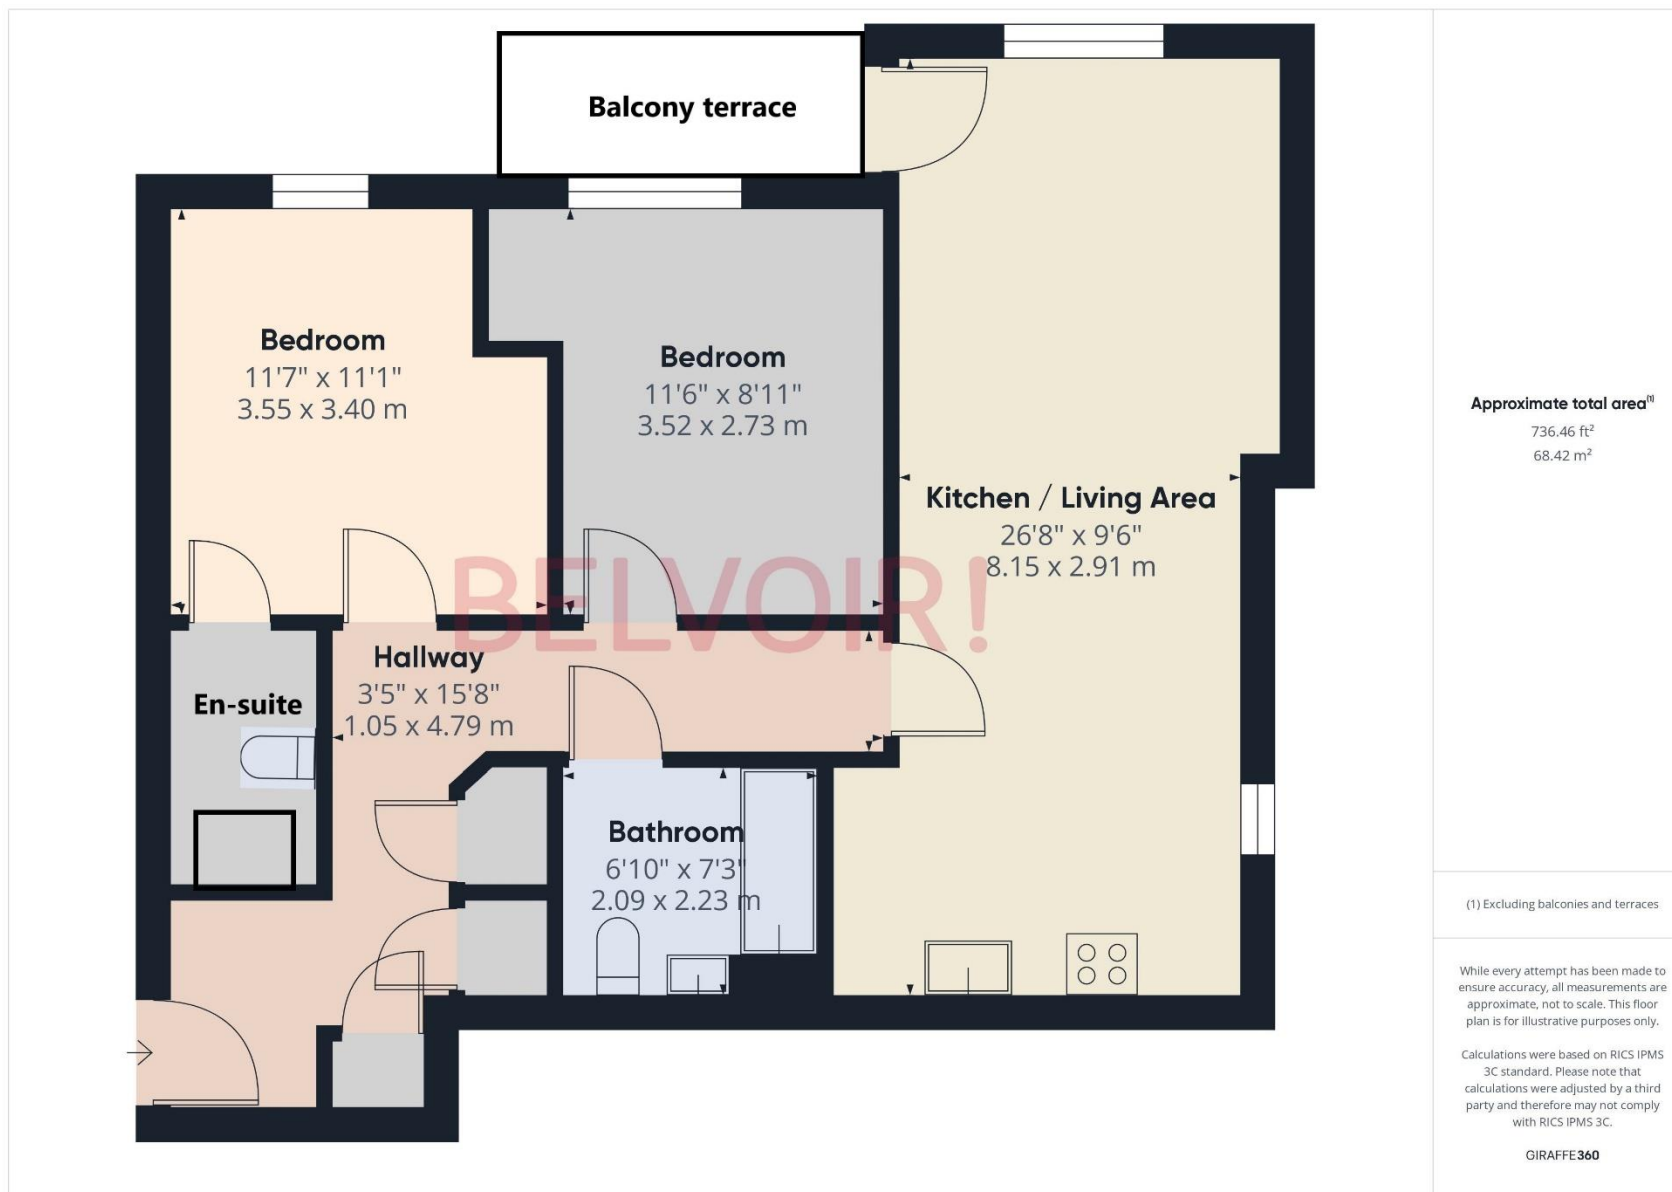 Balcony terrace
Bedroom
11'7" x 11'1"
3.55 x 3.40 m
Bedroom
11'6" x 8'11"
3.52 x 2.73 m
Kitchen / Living Area
26'8" x 9'6"
8.15 x 2.91 m
BELVOIR!
Hallway
3'5" x 15'8"
1.05 x 4.79 m
En-suite
Bathroom
6'10" x 7'3"
2.09 x 2.23 m
Approximate total area(1)
736.46 ft²
68.42 m²
(1) Excluding balconies and terraces
While every attempt has been made to
ensure accuracy, all measurements are
approximate, not to scale. This floor
plan is for illustrative purposes only.
Calculations were based on RICS IPMS
3C standard. Please note that
calculations were adjusted by a third
party and therefore may not comply
with RICS IPMS 3C.
GIRAFFE360